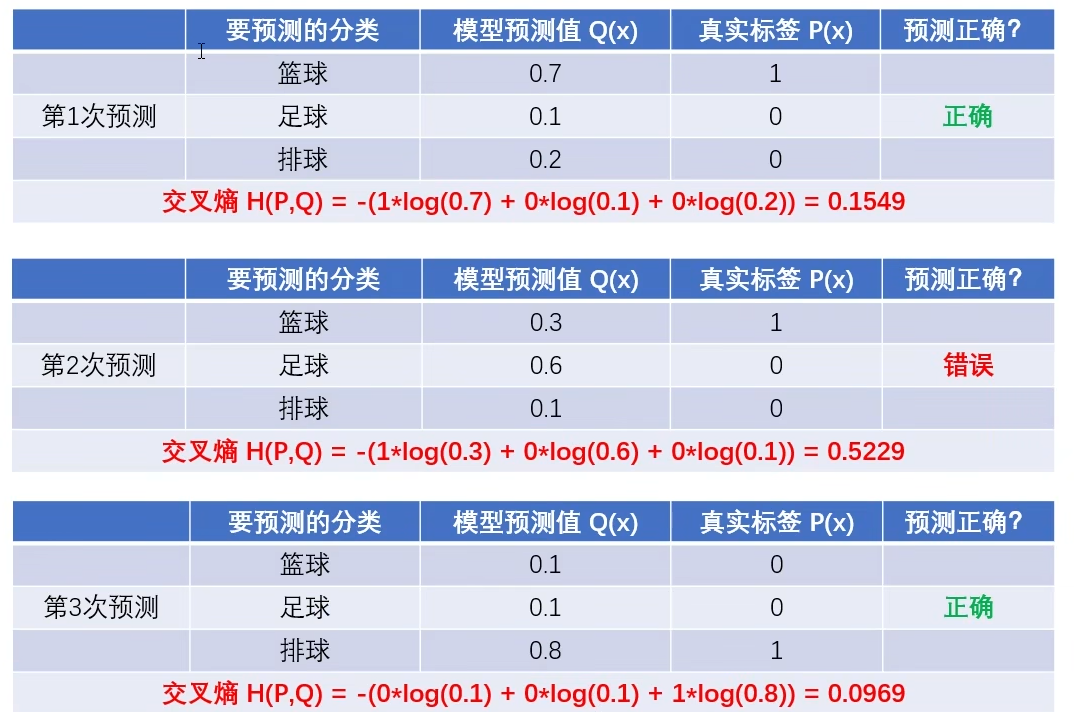 要预测的分类 模型预测值 Q(x) 真实标签 P(x) 预测正确?
篮球 0.7 1
第1次预测 足球 0.1 0 正确
排球 0.2 0
交叉熵 H(P,Q) = -(1*log(0.7) + 0*log(0.1) + 0*log(0.2)) = 0.1549
要预测的分类 模型预测值 Q(x) 真实标签 P(x) 预测正确?
篮球 0.3 1
第2次预测 足球 0.6 0 错误
排球 0.1 0
交叉熵 H(P,Q) = -(1*log(0.3) + 0*log(0.6) + 0*log(0.1)) = 0.5229
要预测的分类 模型预测值 Q(x) 真实标签 P(x) 预测正确?
篮球 0.1 0
第3次预测 足球 0.1 0 正确
排球 0.8 1
交叉熵 H(P,Q) = -(0*log(0.1) + 0*log(0.1) + 1*log(0.8)) = 0.0969